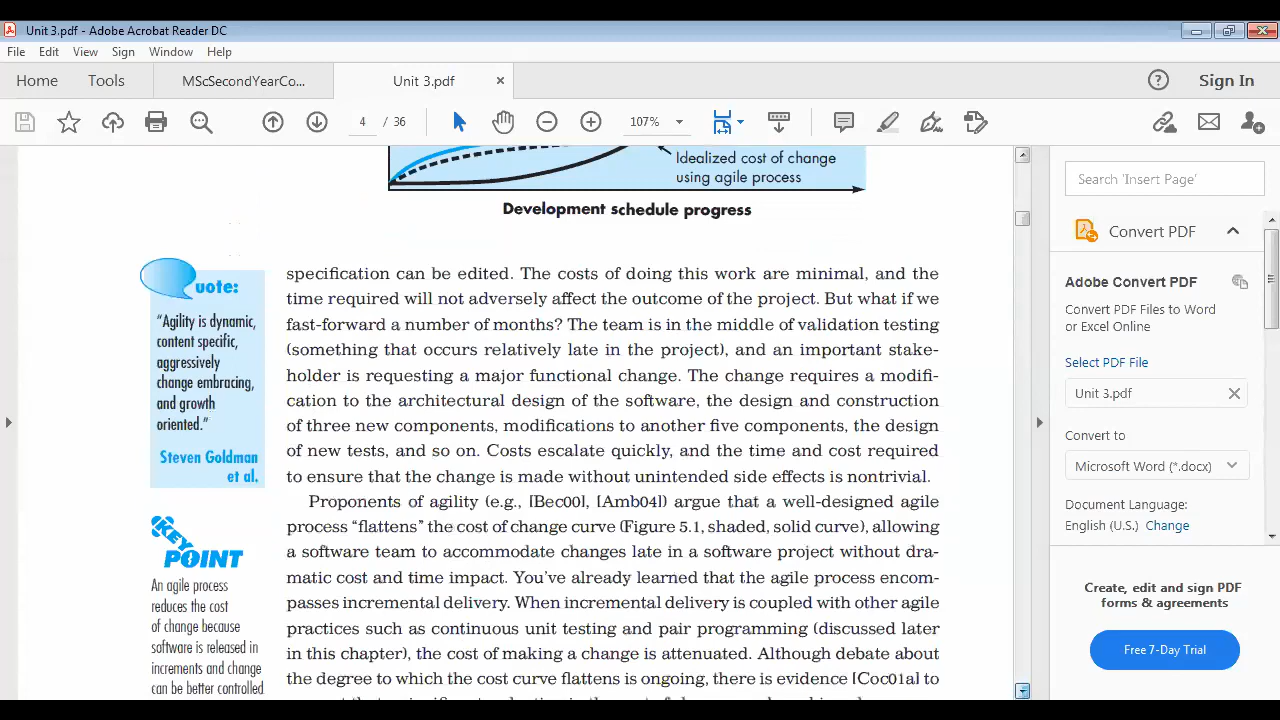 Unit 3.pdf - Adobe Acrobat Reader DC
File Edit View Sign Window Help
Home Tools MScSecondYearCo... Unit 3.pdf × Sign In
4 / 36 107%
Idealized cost of change
using agile process
Development schedule progress
uote:
“Agility is dynamic,
content specific,
aggressively
change embracing,
and growth
oriented.”
Steven Goldman
et al.
KEY
POINT
An agile process
reduces the cost
of change because
software is released in
increments and change
can be better controlled
specification can be edited. The costs of doing this work are minimal, and the
time required will not adversely affect the outcome of the project. But what if we
fast-forward a number of months? The team is in the middle of validation testing
(something that occurs relatively late in the project), and an important stake-
holder is requesting a major functional change. The change requires a modifi-
cation to the architectural design of the software, the design and construction
of three new components, modifications to another five components, the design
of new tests, and so on. Costs escalate quickly, and the time and cost required
to ensure that the change is made without unintended side effects is nontrivial.
Proponents of agility (e.g., [Bec00], [Amb04]) argue that a well-designed agile
process “flattens” the cost of change curve (Figure 5.1, shaded, solid curve), allowing
a software team to accommodate changes late in a software project without dra-
matic cost and time impact. You’ve already learned that the agile process encom-
passes incremental delivery. When incremental delivery is coupled with other agile
practices such as continuous unit testing and pair programming (discussed later
in this chapter), the cost of making a change is attenuated. Although debate about
the degree to which the cost curve flattens is ongoing, there is evidence [Coc01a] to
Search 'Insert Page'
Convert PDF
Adobe Convert PDF
Convert PDF Files to Word
or Excel Online
Select PDF File
Unit 3.pdf
Convert to
Microsoft Word (*.docx)
Document Language:
English (U.S.) Change
Create, edit and sign PDF
forms & agreements
Free 7-Day Trial